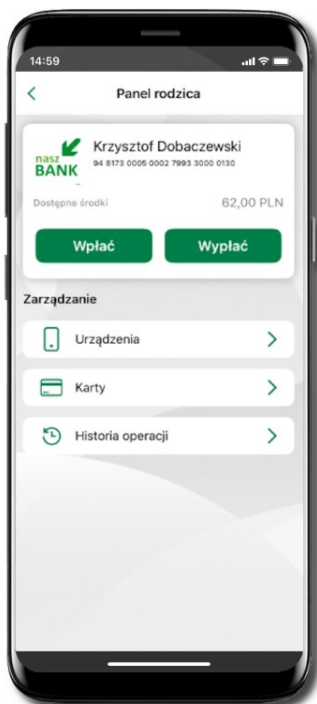 14:59
Panel rodzica
nasz
BANK
Krzysztof Dobaczewski
94 8173 0005 0002 7993 3000 0130
Dostępne środki
62,00 PLN
Wpłać
Wypłać
Zarządzanie
Urządzenia
Karty
Historia operacji